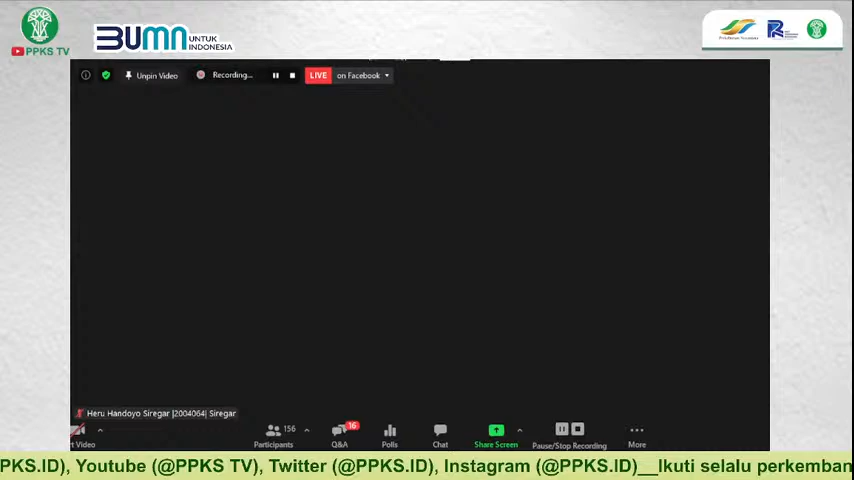 PPKS TV
BUMN UNTUK INDONESIA
Unpin Video
Recording...
LIVE on Facebook
Heru Handoyo Siregar |2004064| Siregar
rt Video
156
Participants
16
Q&A
Polls
Chat
Share Screen
Pause/Stop Recording
More
PKS.ID), Youtube (@PPKS TV), Twitter (@PPKS.ID), Instagram (@PPKS.ID)__Ikuti selalu perkemban